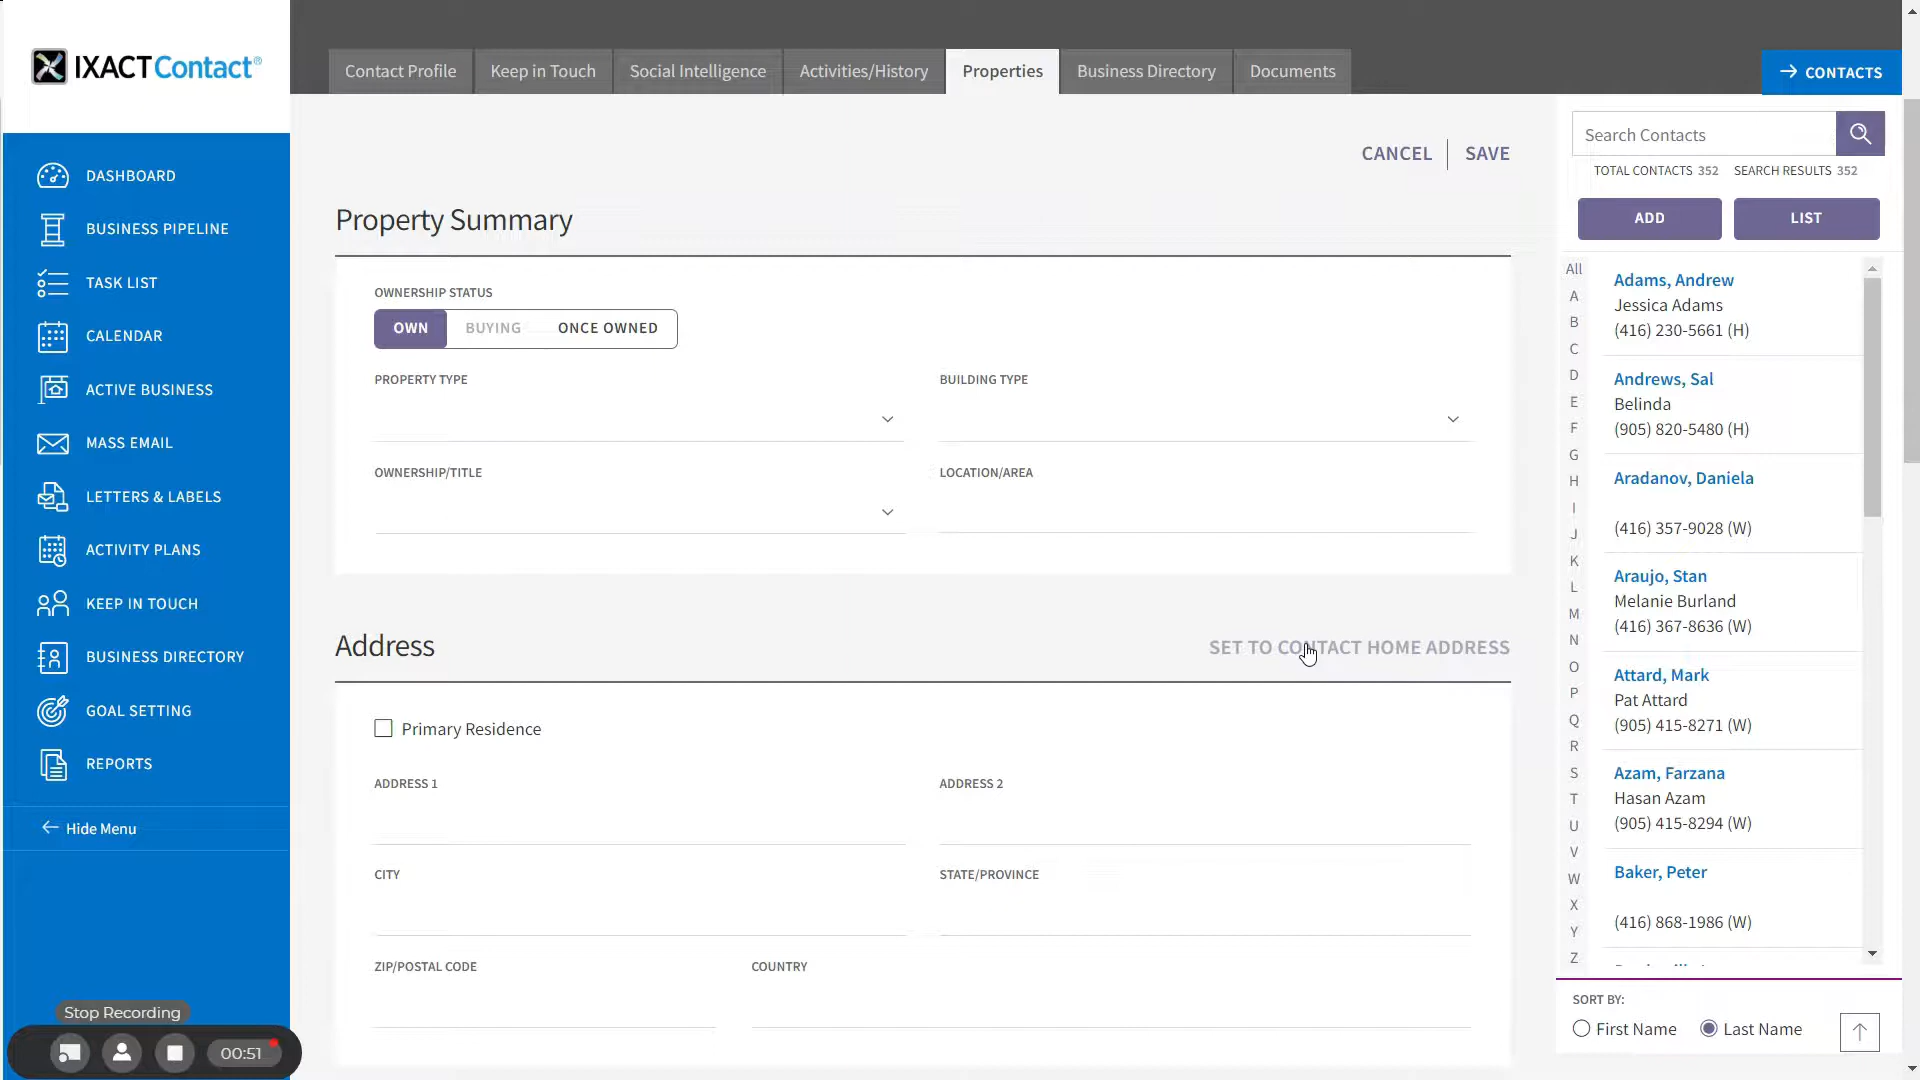 IXACTContact®
Contact Profile
Keep in Touch
Social Intelligence
Activities/History
Properties
Business Directory
Documents
CONTACTS
DASHBOARD
BUSINESS PIPELINE
TASK LIST
CALENDAR
ACTIVE BUSINESS
MASS EMAIL
LETTERS & LABELS
ACTIVITY PLANS
KEEP IN TOUCH
BUSINESS DIRECTORY
GOAL SETTING
REPORTS
Hide Menu
Stop Recording
00:51
CANCEL
SAVE
Property Summary
OWNERSHIP STATUS
OWN
BUYING
ONCE OWNED
PROPERTY TYPE
BUILDING TYPE
OWNERSHIP/TITLE
LOCATION/AREA
Address
SET TO CONTACT HOME ADDRESS
Primary Residence
ADDRESS 1
ADDRESS 2
CITY
STATE/PROVINCE
ZIP/POSTAL CODE
COUNTRY
Search Contacts
TOTAL CONTACTS 352
SEARCH RESULTS 352
ADD
LIST
All
A
B
C
D
E
F
G
H
I
J
K
L
M
N
O
P
Q
R
S
T
U
V
W
X
Y
Z
Adams, Andrew
Jessica Adams
(416) 230-5661 (H)
Andrews, Sal
Belinda
(905) 820-5480 (H)
Aradanov, Daniela
(416) 357-9028 (W)
Araujo, Stan
Melanie Burland
(416) 367-8636 (W)
Attard, Mark
Pat Attard
(905) 415-8271 (W)
Azam, Farzana
Hasan Azam
(905) 415-8294 (W)
Baker, Peter
(416) 868-1986 (W)
SORT BY:
First Name
Last Name